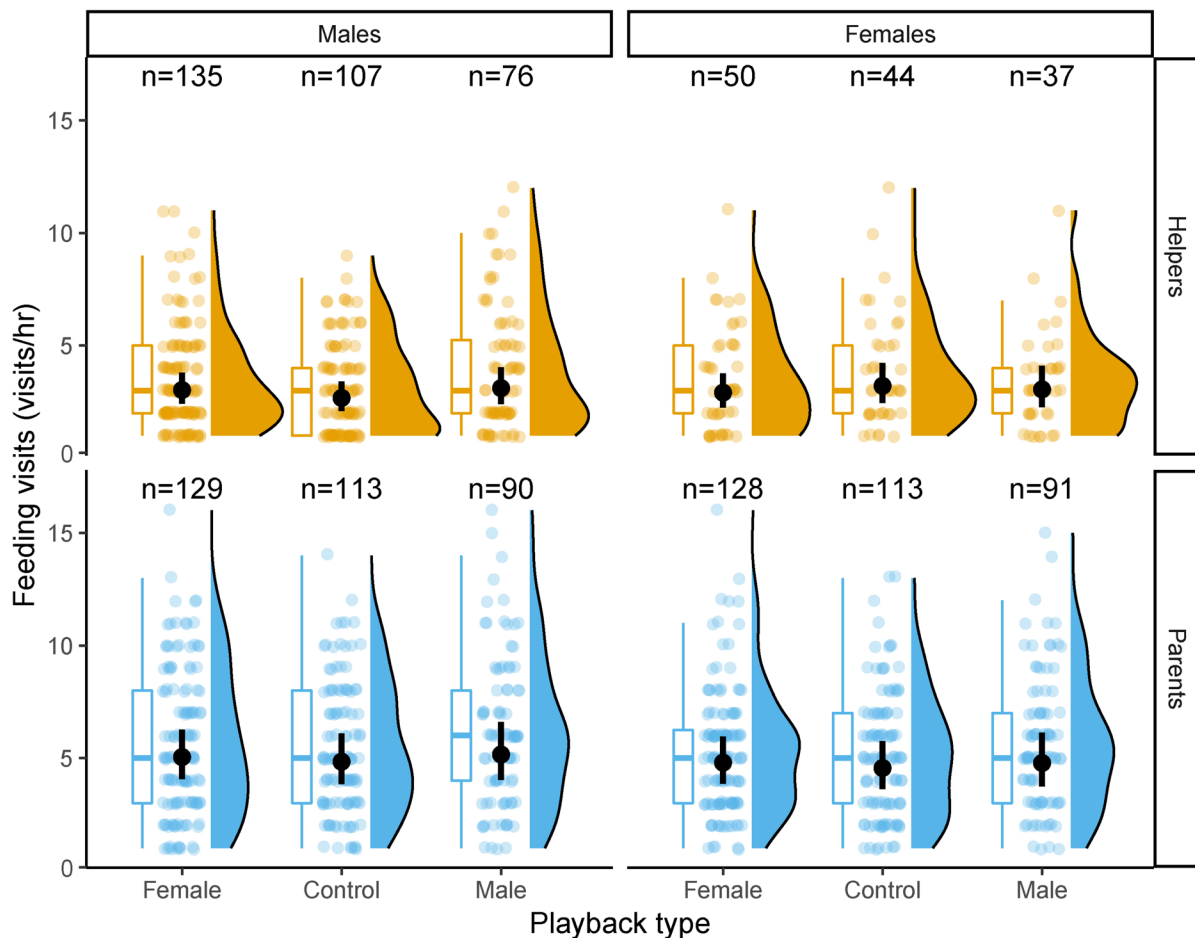 Males Females
n=135 n=107 n=76 n=50 n=44 n=37
15
10
5
0
Helpers
Feeding visits (visits/hr)
n=129 n=113 n=90 n=128 n=113 n=91
15
10
5
0
Parents
Female Control Male Female Control Male
Playback type